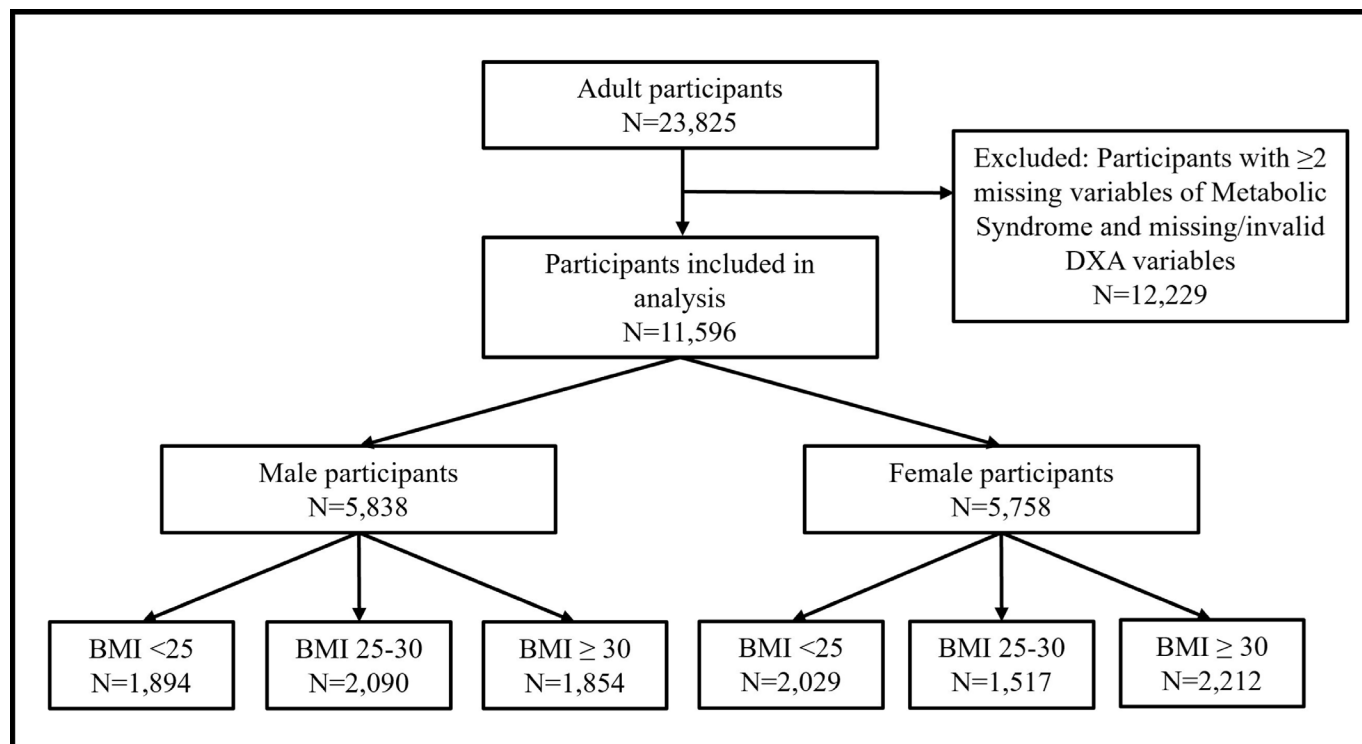 Adult participants
N=23,825
Excluded: Participants with ≥2
missing variables of Metabolic
Syndrome and missing/invalid
DXA variables
N=12,229
Participants included in
analysis
N=11,596
Male participants
N=5,838
Female participants
N=5,758
BMI <25
N=1,894
BMI 25-30
N=2,090
BMI ≥ 30
N=1,854
BMI <25
N=2,029
BMI 25-30
N=1,517
BMI ≥ 30
N=2,212